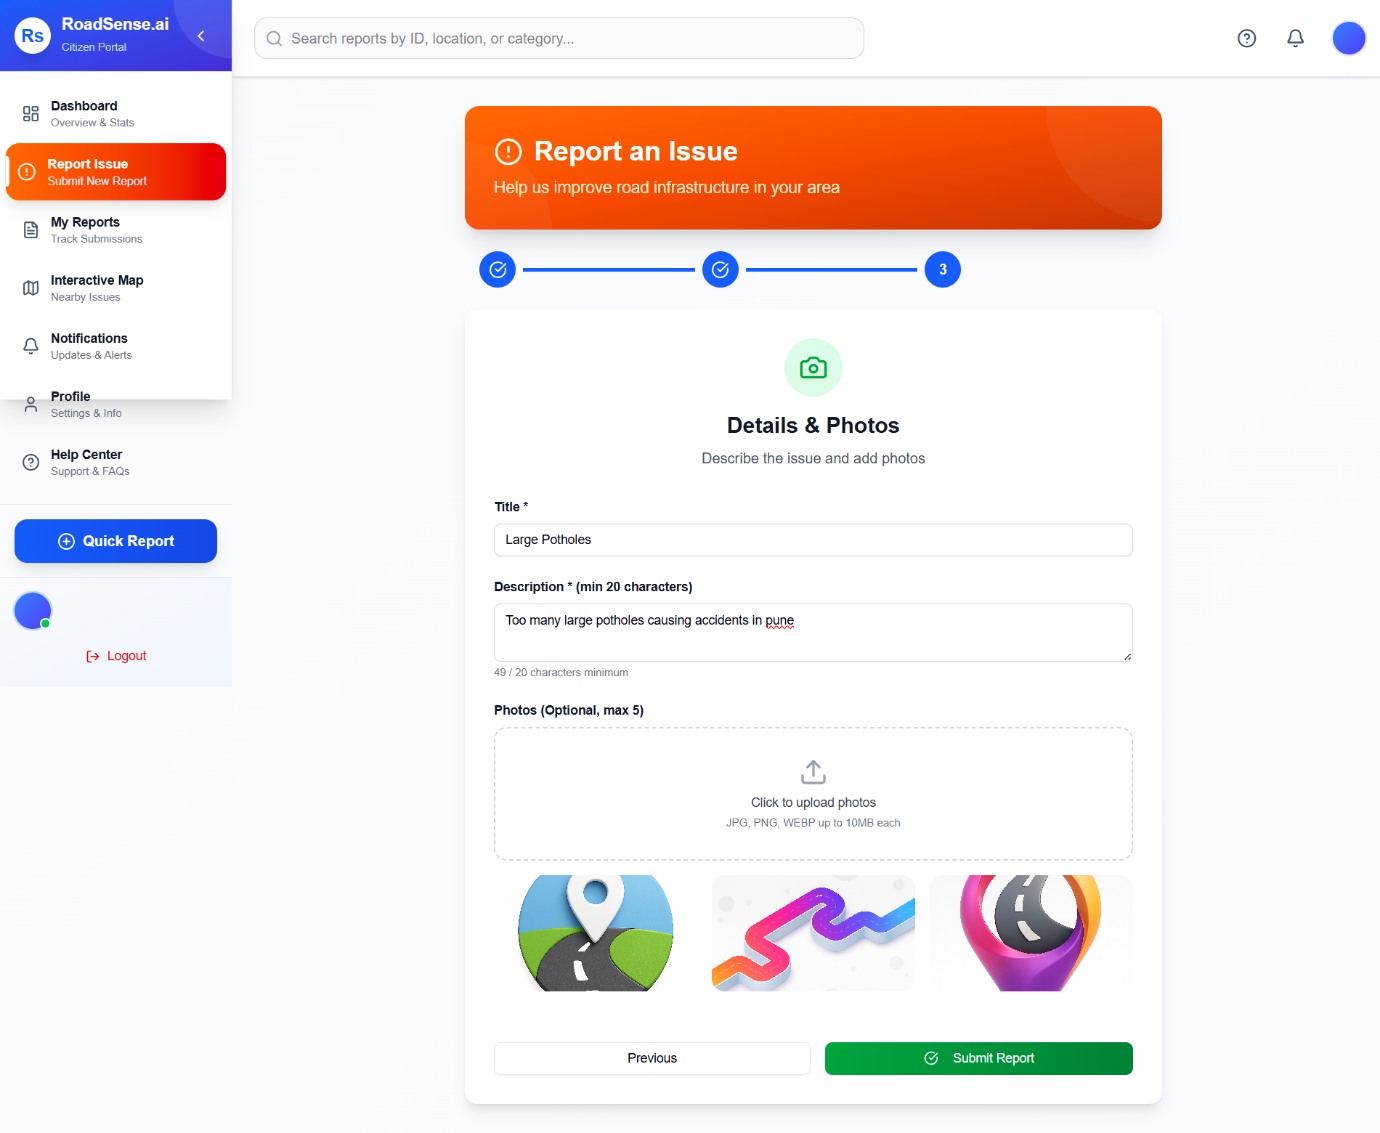 Rs
RoadSense.ai
Citizen Portal
Search reports by ID, location, or category...
Dashboard
Overview & Stats
Report Issue
Submit New Report
My Reports
Track Submissions
Interactive Map
Nearby Issues
Notifications
Updates & Alerts
Profile
Settings & Info
Help Center
Support & FAQs
Quick Report
Logout
Report an Issue
Help us improve road infrastructure in your area
3
Details & Photos
Describe the issue and add photos
Title *
Large Potholes
Description * (min 20 characters)
Too many large potholes causing accidents in pune
49 / 20 characters minimum
Photos (Optional, max 5)
Click to upload photos
JPG, PNG, WEBP up to 10MB each
Previous
Submit Report